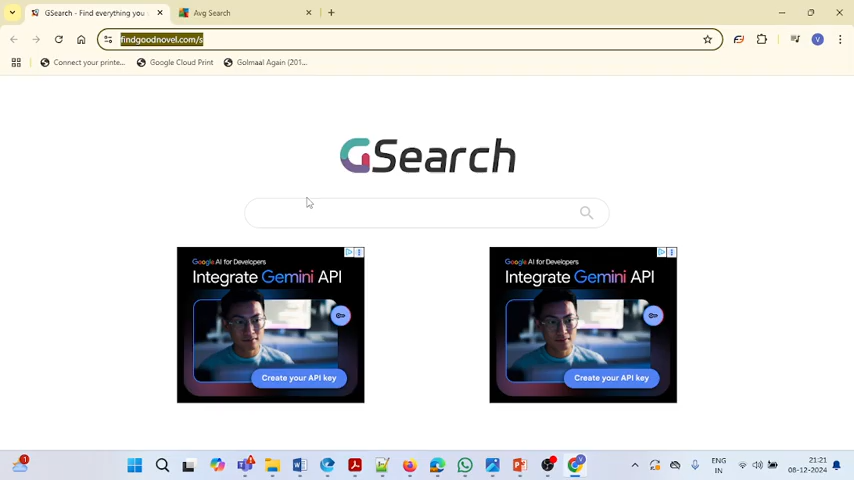 GSearch - Find everything you
Avg Search
findgoodnovel.com/s
Connect your printe...
Google Cloud Print
Golmaal Again (201...
GSearch
Google AI for Developers
Integrate Gemini API
Create your API key
Google AI for Developers
Integrate Gemini API
Create your API key
ENG
IN
21:21
08-12-2024